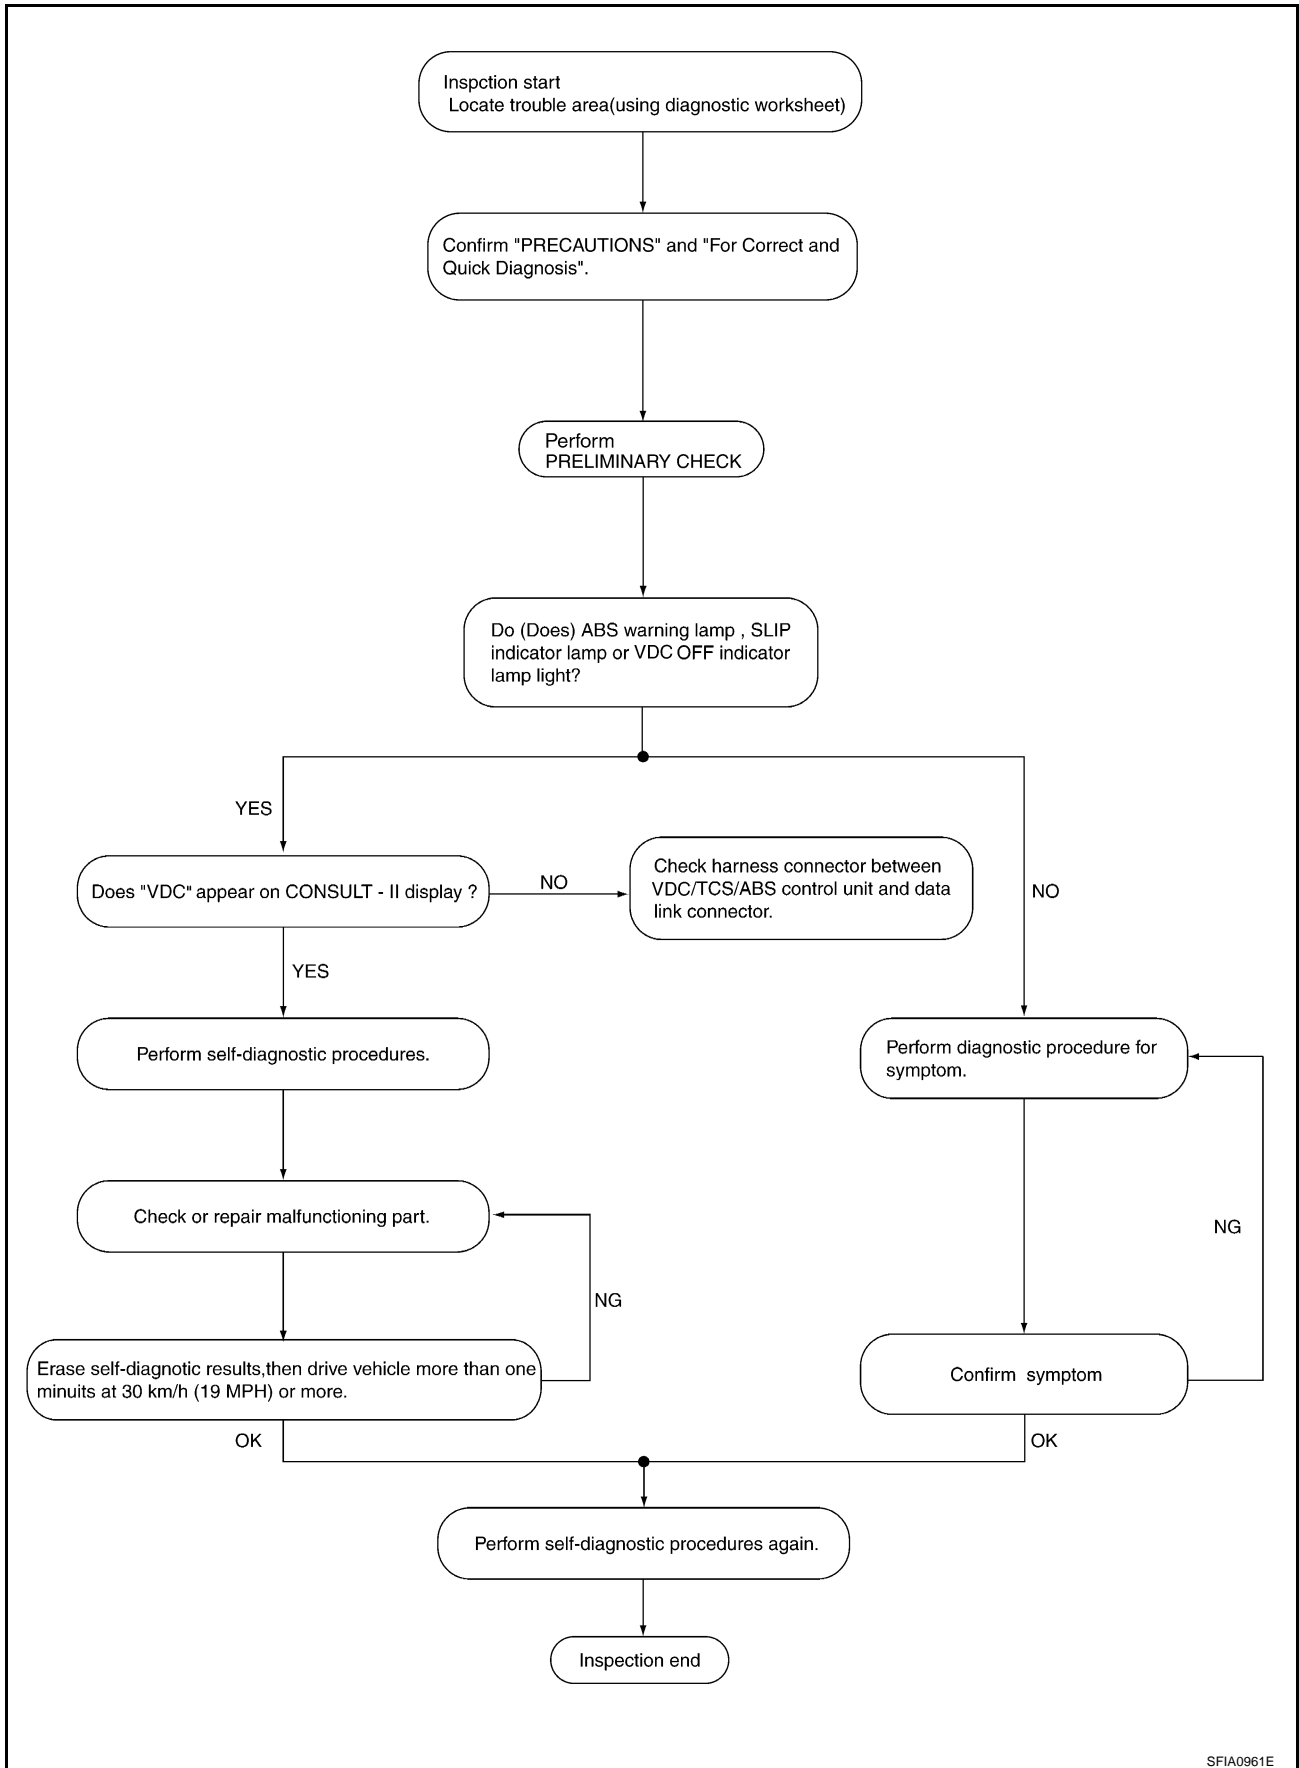 Inspction start
Locate trouble area(using diagnostic worksheet)
Confirm "PRECAUTIONS" and "For Correct and
Quick Diagnosis".
Perform
PRELIMINARY CHECK
Do (Does) ABS warning lamp , SLIP
indicator lamp or VDC OFF indicator
lamp light?
YES
Does "VDC" appear on CONSULT - II display ?
NO
Check harness connector between
VDC/TCS/ABS control unit and data
link connector.
NO
YES
Perform self-diagnostic procedures.
Perform diagnostic procedure for
symptom.
Check or repair malfunctioning part.
NG
NG
Erase self-diagnotic results,then drive vehicle more than one
minuits at 30 km/h (19 MPH) or more.
Confirm symptom
OK
OK
Perform self-diagnostic procedures again.
Inspection end
SFIA0961E